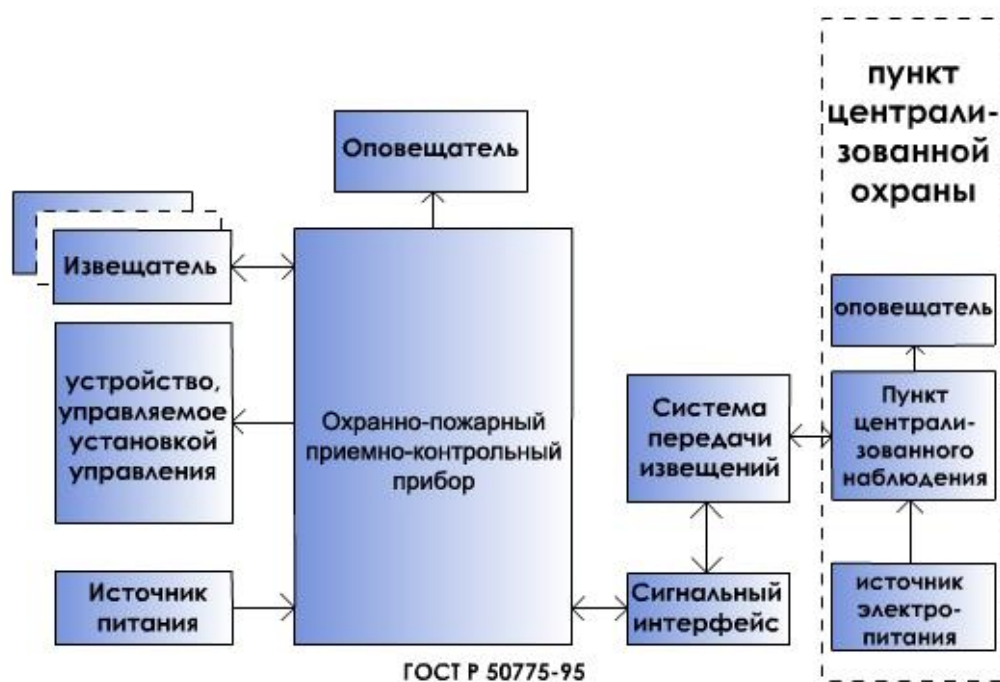 пункт
централи-
зованной
охраны
Оповещатель
Извещатель
устройство,
управляемое
установкой
управления
Источник
питания
Охранно-пожарный
приемно-контрольный
прибор
Система
передачи
извещений
Сигнальный
интерфейс
оповещатель
Пункт
централи-
зованного
наблюдения
источник
электро-
питания
ГОСТ Р 50775-95